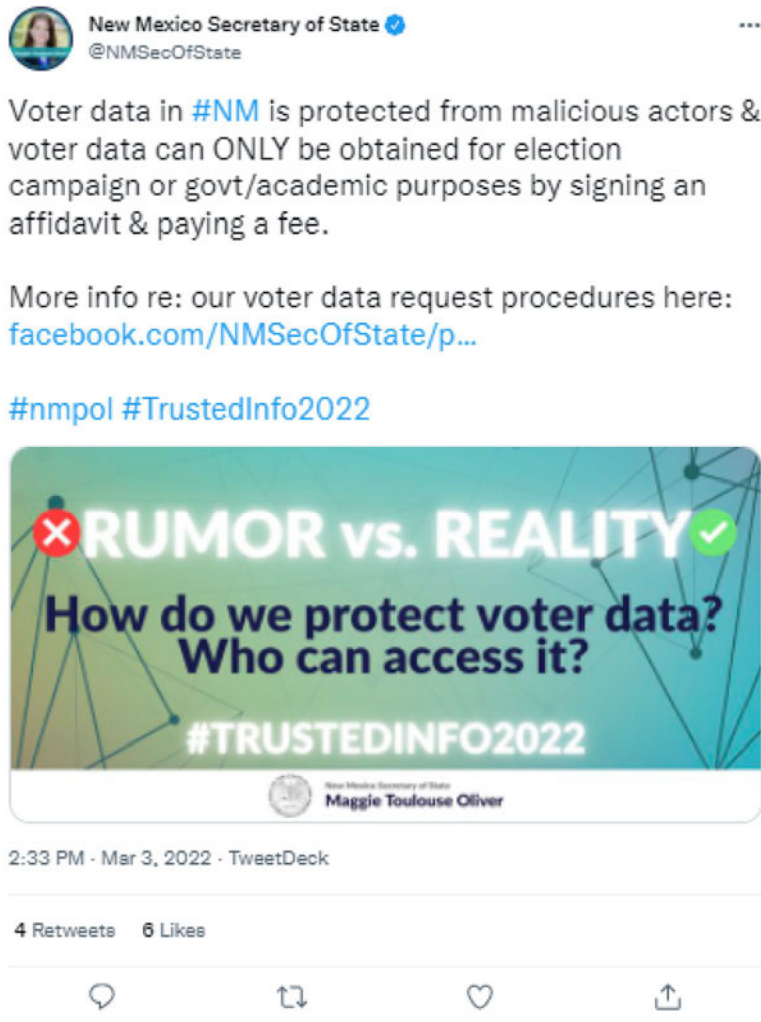 New Mexico Secretary of State
@NMSecOfState
Voter data in #NM is protected from malicious actors &
voter data can ONLY be obtained for election
campaign or govt/academic purposes by signing an
affidavit & paying a fee.
More info re: our voter data request procedures here:
facebook.com/NMSecOfState/p...
#nmpol #TrustedInfo2022
RUMOR vs. REALITY
How do we protect voter data?
Who can access it?
#TRUSTEDINFO2022
New Mexico Secretary of State
Maggie Toulouse Oliver
2:33 PM · Mar 3, 2022 · TweetDeck
4 Retweets 6 Likes